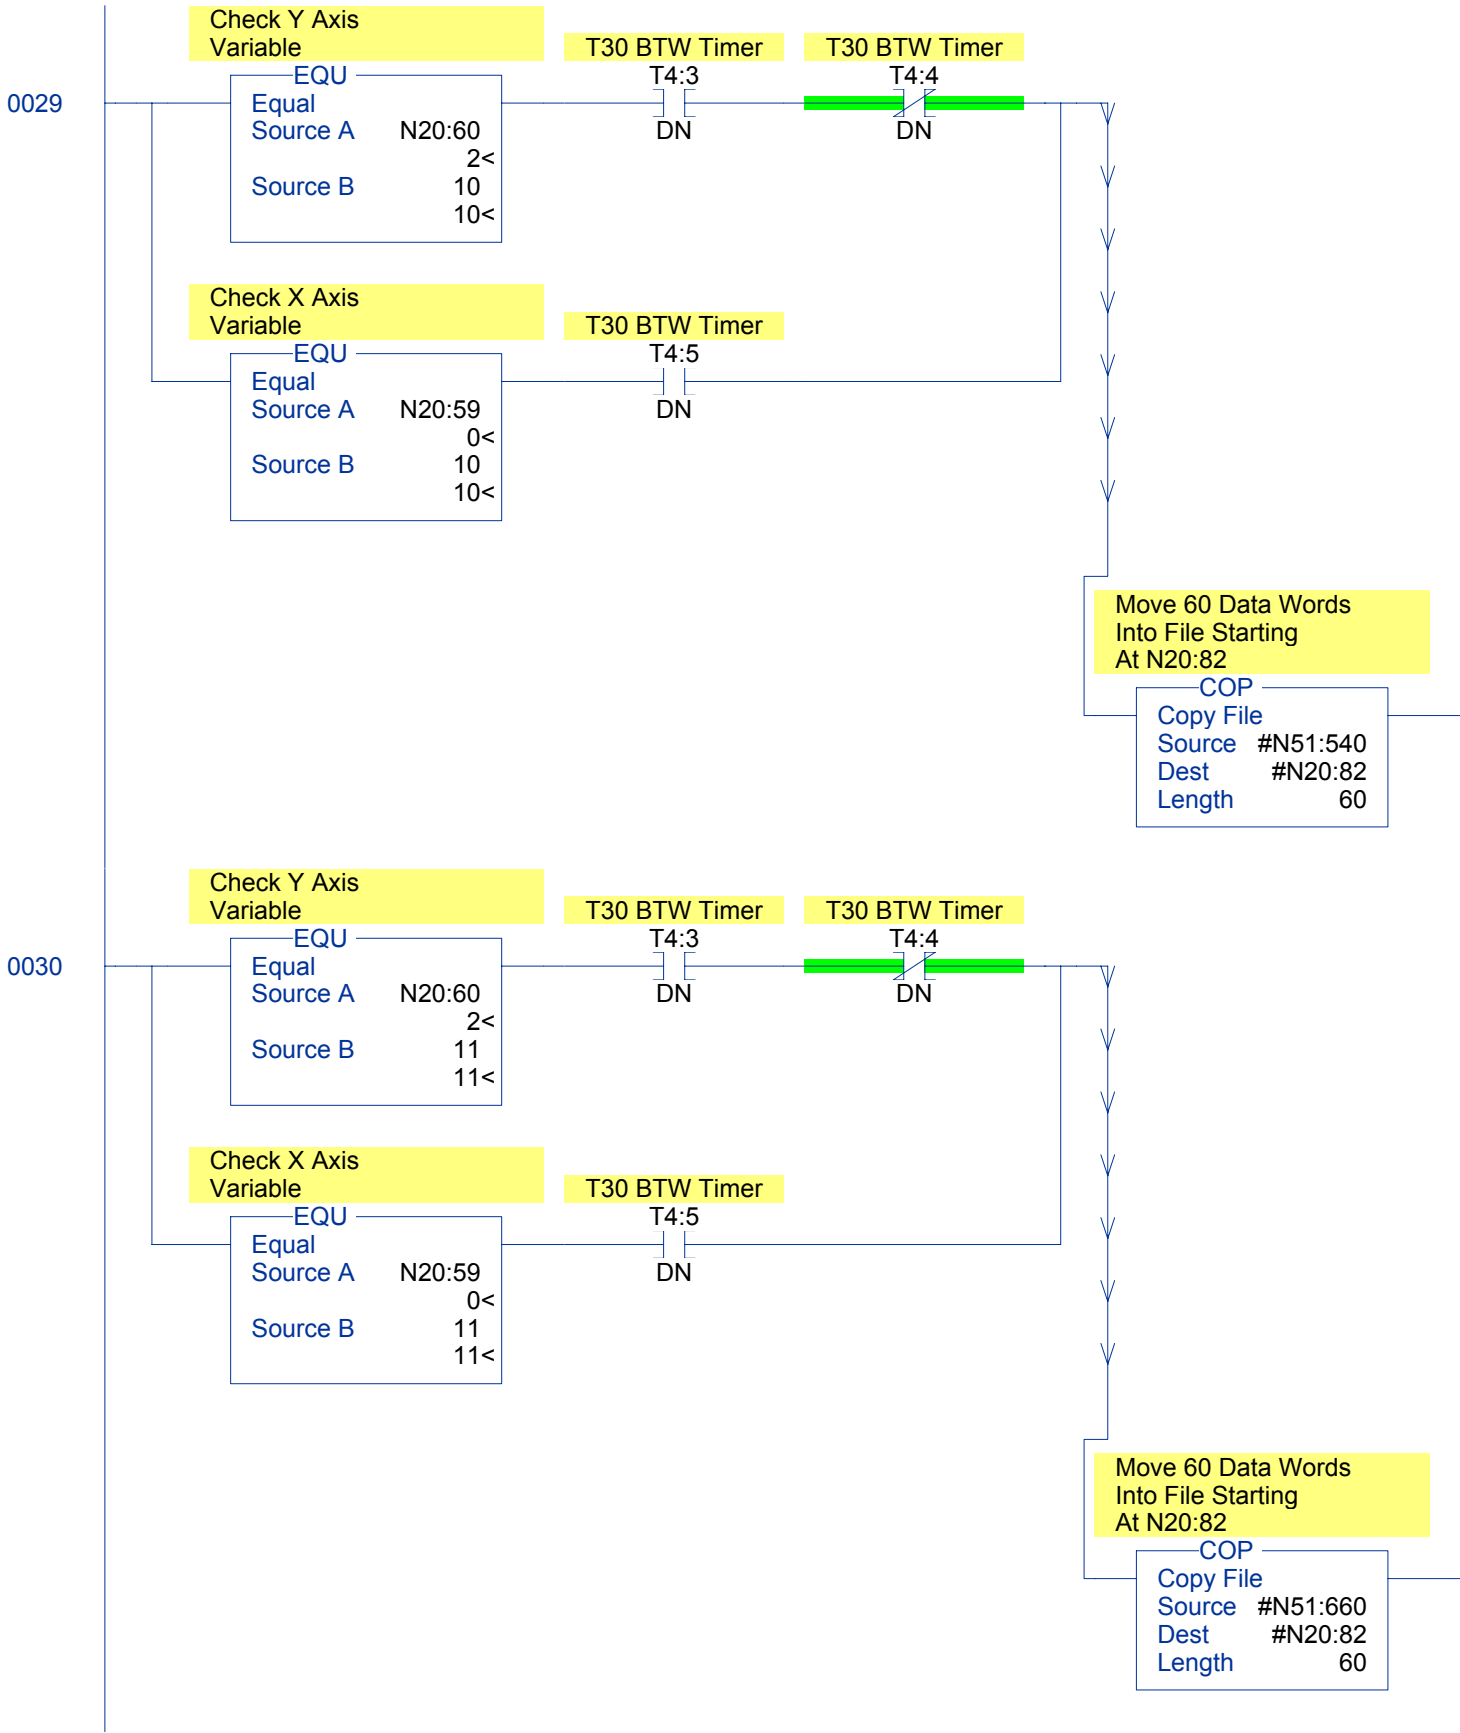 Check Y Axis
Variable
T30 BTW Timer
T30 BTW Timer
EQU
T4:3
T4:4
0029
Equal
DN
DN
Source A N20:60
2<
Source B 10
10<
Check X Axis
Variable
T30 BTW Timer
EQU
T4:5
Equal
DN
Source A N20:59
0<
Source B 10
10<
Move 60 Data Words
Into File Starting
At N20:82
COP
Copy File
Source #N51:540
Dest #N20:82
Length 60
Check Y Axis
Variable
T30 BTW Timer
T30 BTW Timer
EQU
T4:3
T4:4
0030
Equal
DN
DN
Source A N20:60
2<
Source B 11
11<
Check X Axis
Variable
T30 BTW Timer
EQU
T4:5
Equal
DN
Source A N20:59
0<
Source B 11
11<
Move 60 Data Words
Into File Starting
At N20:82
COP
Copy File
Source #N51:660
Dest #N20:82
Length 60